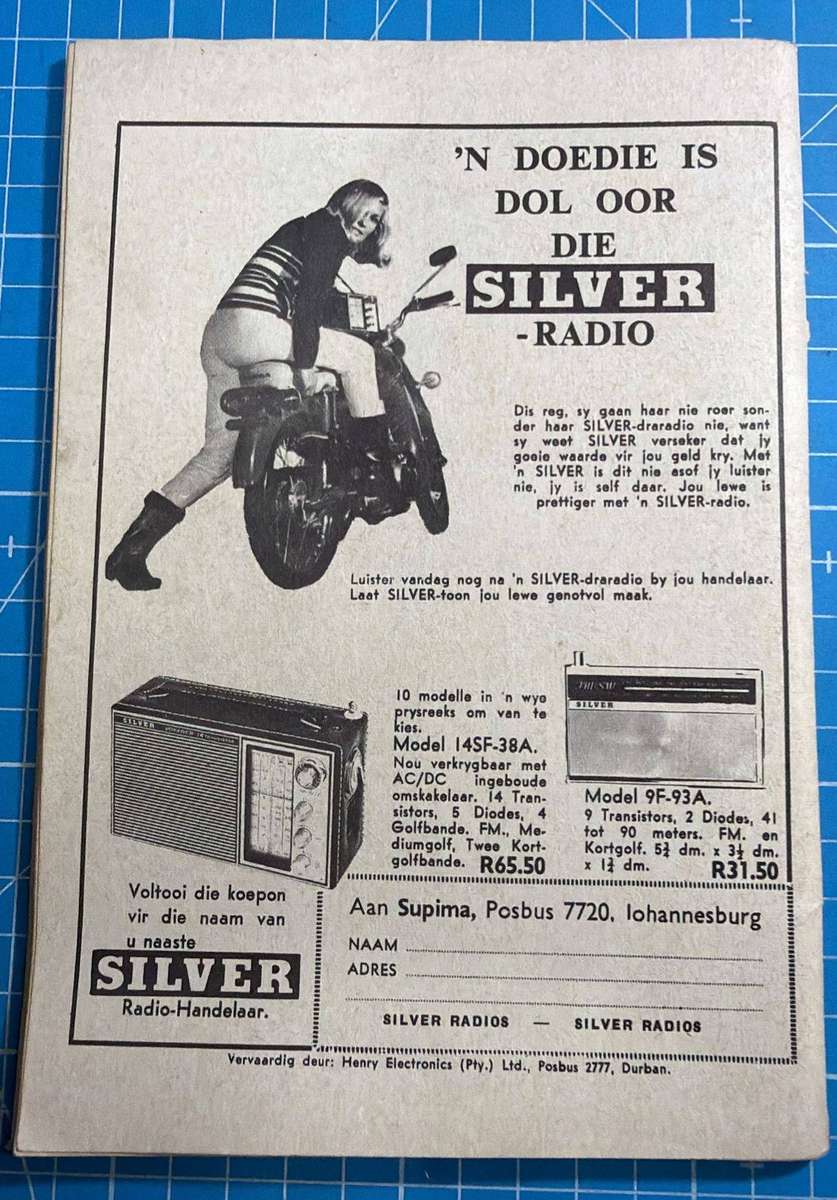 'N DOEDIE IS
DOL OOR
DIE
SILVER
-RADIO
Dis reg, sy gaan haar nie roer son-
der haar SILVER-draradio nie, want
sy weet SILVER verseker dat jy
goeie waarde vir jou geld kry. Met
'n SILVER is dit nie asof jy luister
nie, jy is self daar. Jou lewe is
prettiger met 'n SILVER-radio.
Luister vandag nog na 'n SILVER-draradio by jou handelaar.
Laat SILVER-toon jou lewe genotvol maak.
SILVER
10 modelle in 'n wye
prysreeks om van te
kies.
Model 14SF-38A.
Nou verkrygbaar met
AC/DC ingeboude
omskakelaar. 14 Tran-
sistors, 5 Diodes, 4
Golfbande. FM., Me-
diumgolf, Twee Kort-
golfbande. R65.50
SILVER
Model 9F-93A.
9 Transistors, 2 Diodes, 41
tot 90 meters. FM. en
Kortgolf. 5¾ dm. x 3½ dm.
x 1¾ dm. R31.50
Voltooi die koepon
vir die naam van
u naaste
SILVER
Radio-Handelaar.
Aan Supima, Posbus 7720, Johannesburg
NAAM
ADRES
SILVER RADIOS — SILVER RADIOS
Vervaardig deur: Henry Electronics (Pty.) Ltd., Posbus 2777, Durban.